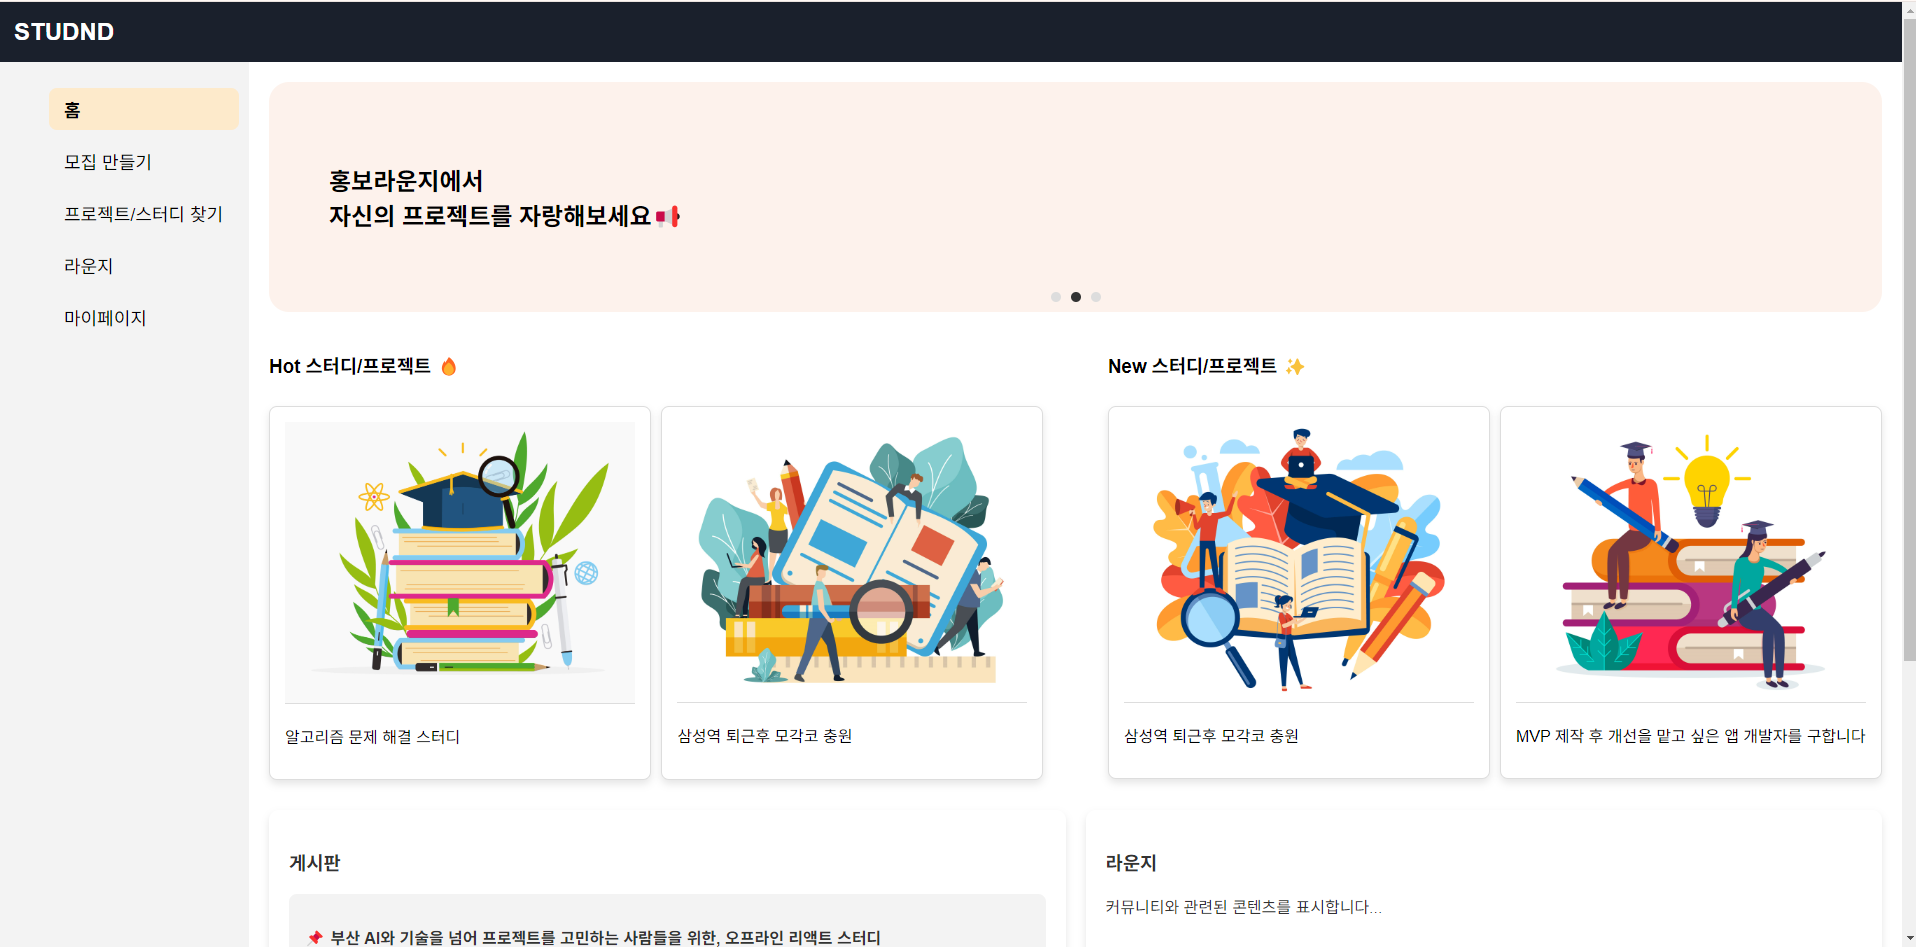 STUDND
홈
모집 만들기
프로젝트/스터디 찾기
라운지
마이페이지
홍보라운지에서
자신의 프로젝트를 자랑해보세요
Hot 스터디/프로젝트
New 스터디/프로젝트
알고리즘 문제 해결 스터디
삼성역 퇴근후 모각코 충원
삼성역 퇴근후 모각코 충원
MVP 제작 후 개선을 맡고 싶은 앱 개발자를 구합니다
게시판
부산 AI와 기술을 넘어 프로젝트를 고민하는 사람들을 위한, 오프라인 리액트 스터디
라운지
커뮤니티와 관련된 콘텐츠를 표시합니다...